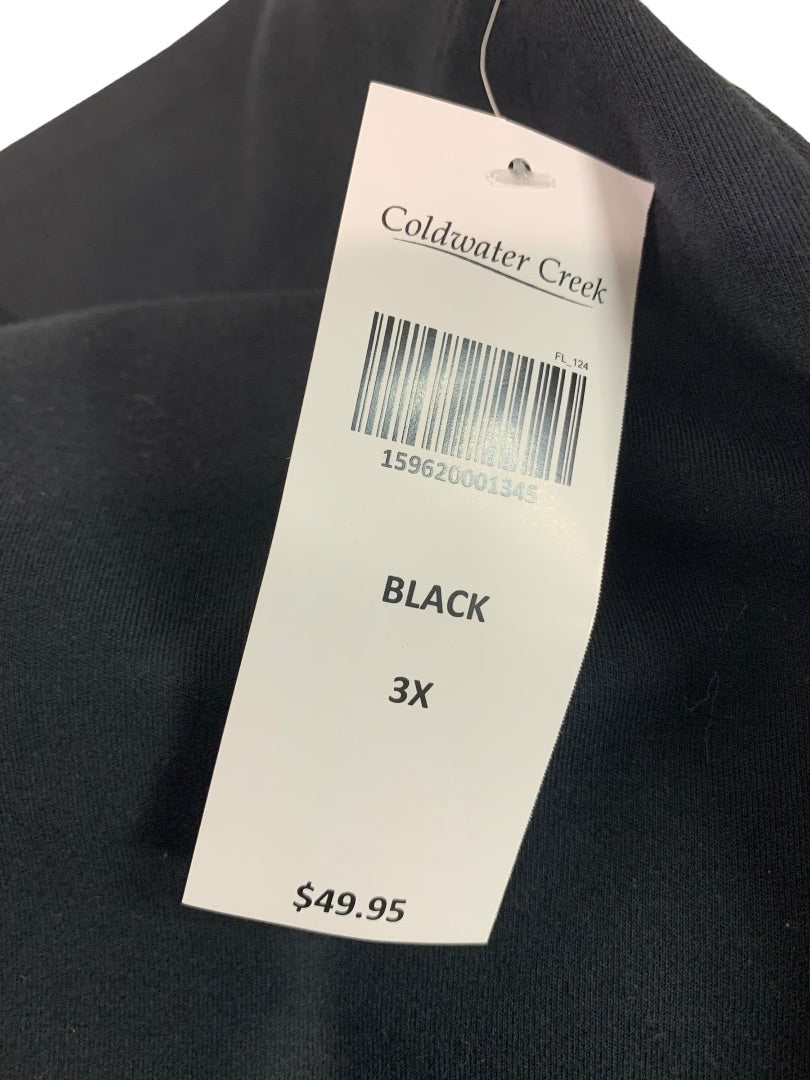 Coldwater Creek
FL_124
159620001345
BLACK
3X
$49.95